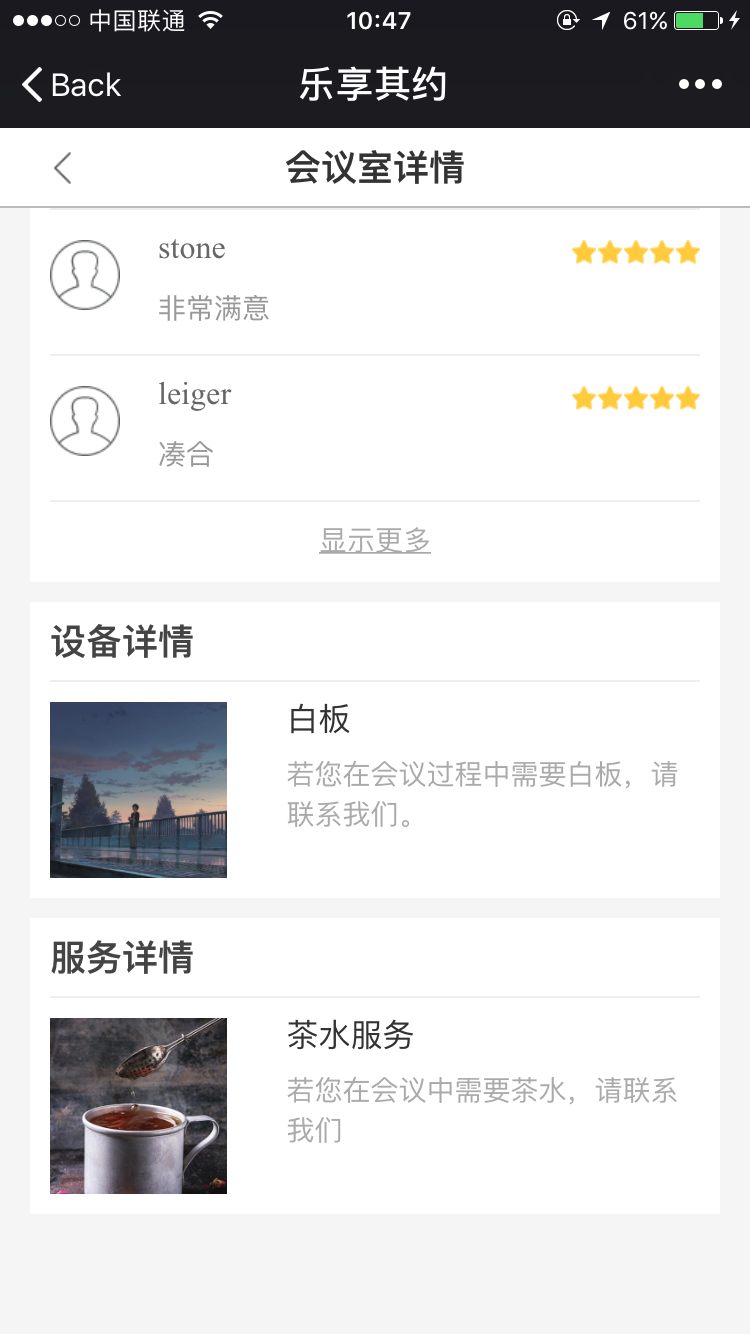 中国联通 10:47 61%
Back 乐享其约
会议室详情
stone
非常满意
leiger
凑合
显示更多
设备详情
白板
若您在会议过程中需要白板，请
联系我们。
服务详情
茶水服务
若您在会议中需要茶水，请联系
我们